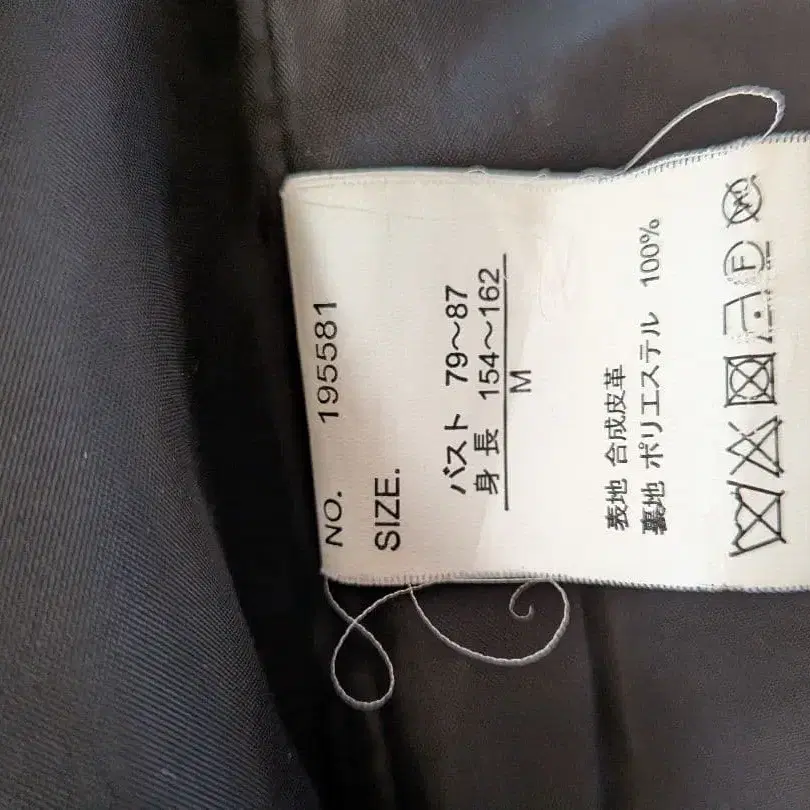 NO. 195581
SIZE.
バスト 79～87
身長 154～162
M
表地 合成皮革
裏地 ポリエステル 100%
F
W